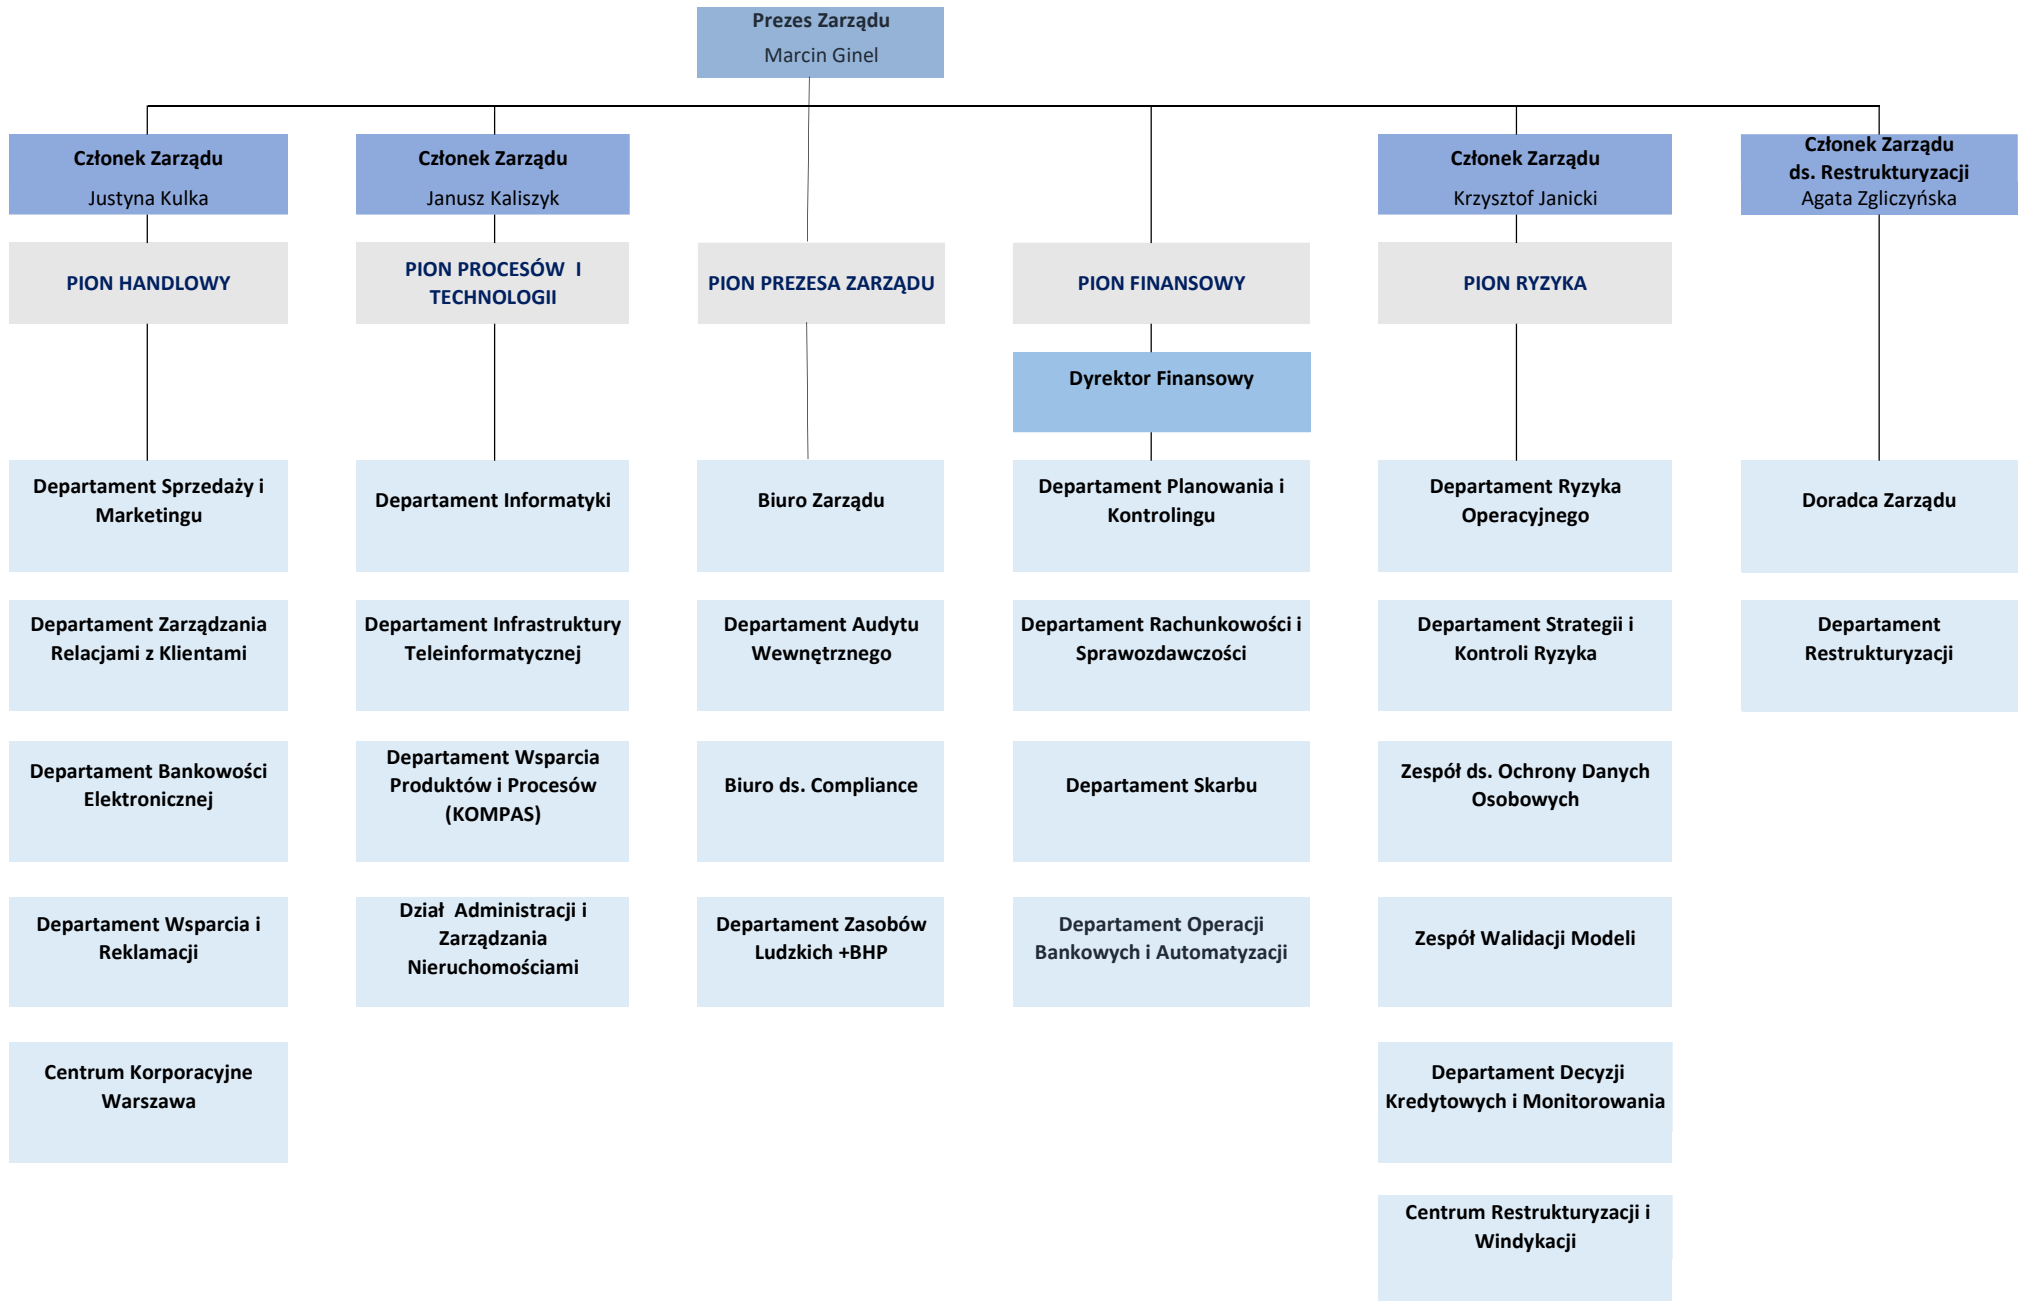 Prezes Zarządu
Marcin Ginel
Członek Zarządu
Justyna Kulka
Członek Zarządu
Janusz Kaliszyk
Członek Zarządu
Krzysztof Janicki
Członek Zarządu
ds. Restrukturyzacji
Agata Zgliczyńska
PION HANDLOWY
PION PROCESÓW I
TECHNOLOGII
PION PREZESA ZARZĄDU
PION FINANSOWY
PION RYZYKA
Dyrektor Finansowy
Departament Sprzedaży i
Marketingu
Departament Informatyki
Biuro Zarządu
Departament Planowania i
Kontrolingu
Departament Ryzyka
Operacyjnego
Doradca Zarządu
Departament Zarządzania
Relacjami z Klientami
Departament Infrastruktury
Teleinformatycznej
Departament Audytu
Wewnętrznego
Departament Rachunkowości i
Sprawozdawczości
Departament Strategii i
Kontroli Ryzyka
Departament
Restrukturyzacji
Departament Bankowości
Elektronicznej
Departament Wsparcia
Produktów i Procesów
(KOMPAS)
Biuro ds. Compliance
Departament Skarbu
Zespół ds. Ochrony Danych
Osobowych
Departament Wsparcia i
Reklamacji
Dział Administracji i
Zarządzania
Nieruchomościami
Departament Zasobów
Ludzkich +BHP
Departament Operacji
Bankowych i Automatyzacji
Zespół Walidacji Modeli
Centrum Korporacyjne
Warszawa
Departament Decyzji
Kredytowych i Monitorowania
Centrum Restrukturyzacji i
Windykacji